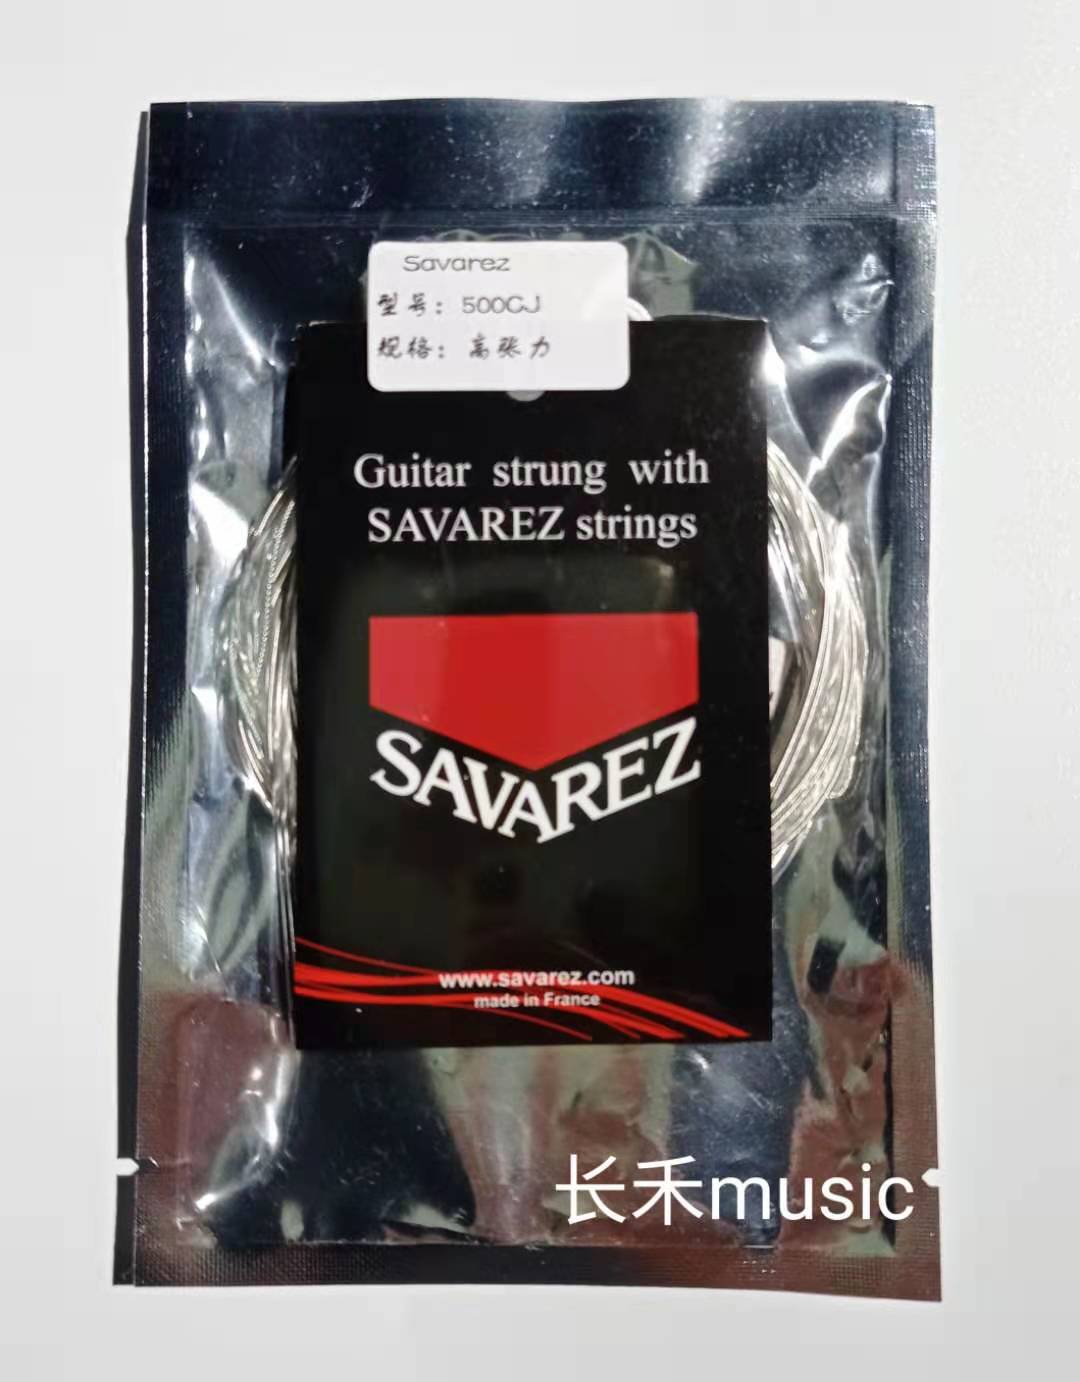 Savarez
型号：500CJ
规格：高张力
Guitar strung with
SAVAREZ strings
SAVAREZ
www.savarez.com
made in France
长禾music